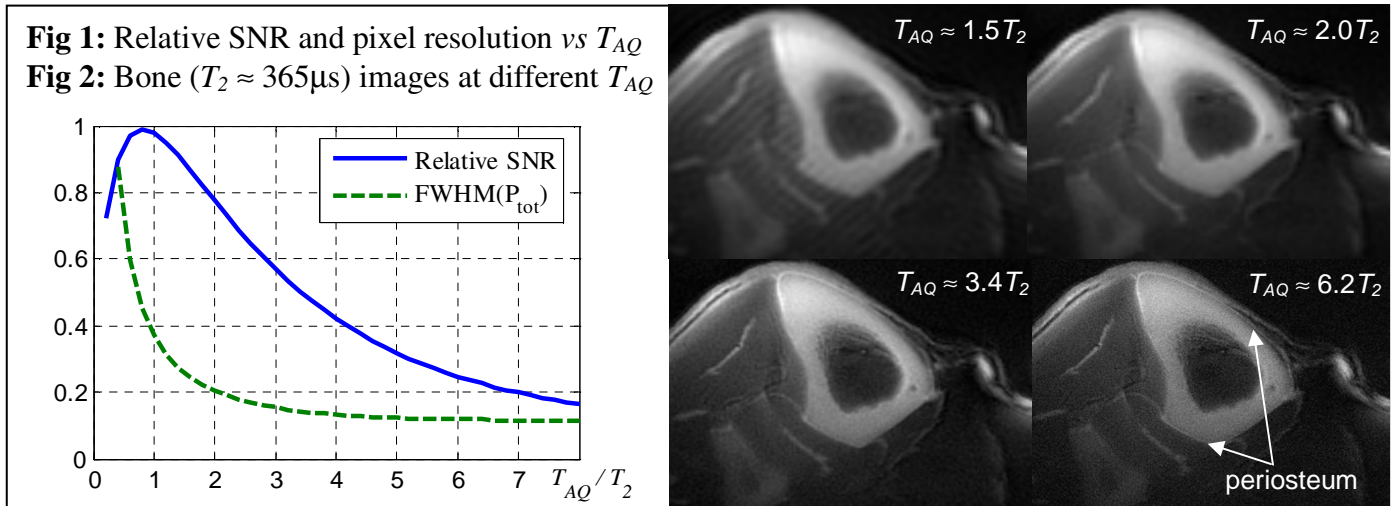 Fig 1: Relative SNR and pixel resolution vs T_AQ
Fig 2: Bone (T_2 ≈ 365μs) images at different T_AQ
1
0.8
0.6
0.4
0.2
0
0 1 2 3 4 5 6 7 T_AQ / T_2
Relative SNR
FWHM(P_tot)
T_AQ ≈ 1.5T_2
T_AQ ≈ 2.0T_2
T_AQ ≈ 3.4T_2
T_AQ ≈ 6.2T_2
periosteum